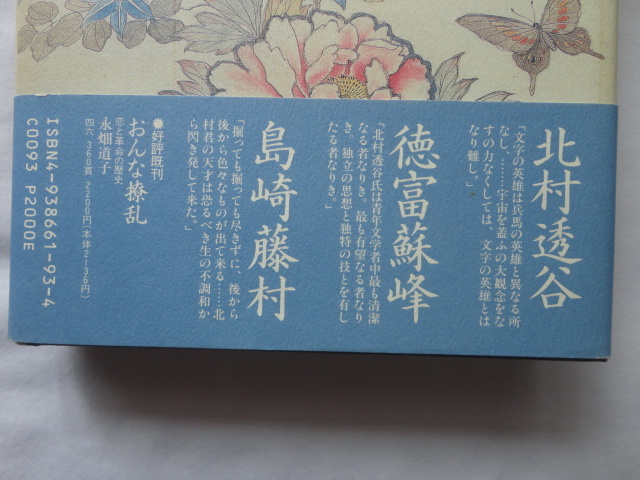 北村透谷
「文字の英雄は兵馬の英雄と異なる所
なし、………宇宙を蓋ふの大観念をな
すの力なくしては、文字の英雄とは
なり難し。」
徳富蘇峰
「北村透谷氏は青年文学者中最も清潔
なる者なりき。最も有望なる者なり
き、独立の思想と独特の技とを有し
たる者なりき。」
島崎藤村
「掘っても掘っても尽きずに、後から
後から色々なものが出て来る……北
村君の天才は恐るべき生の不調和か
ら閃き発して来た。」
●好評既刊
おんな撩乱
恋と革命の歴史
永畑道子
四六 360頁 2200円(本体2136円)
ISBN4-938661-93-4
C0093 P2000E